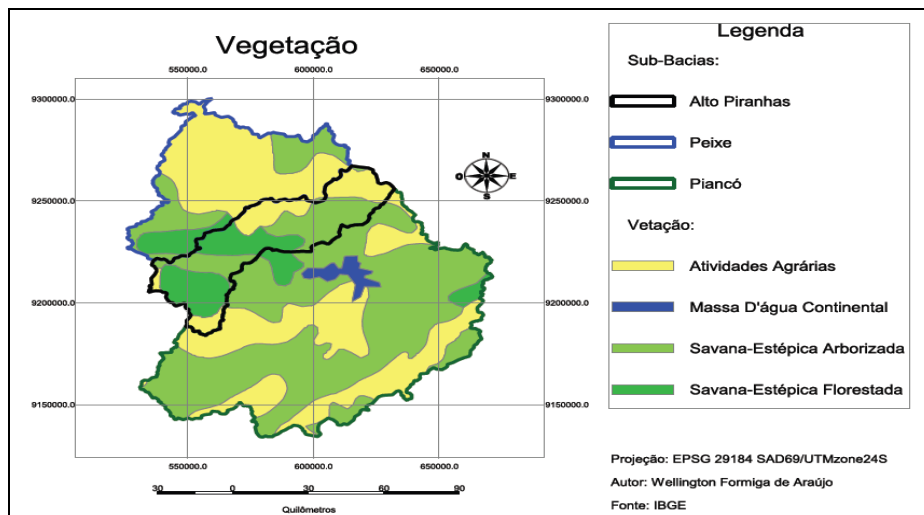 Vegetação
550000.0 600000.0 650000.0
9300000.0 9300000.0
9250000.0 9250000.0
9200000.0 9200000.0
9150000.0 9150000.0
550000.0 600000.0 650000.0
N
O E
S
30 0 30 60 90
Quilômetros
Legenda
Sub-Bacias:
Alto Piranhas
Peixe
Piancó
Vetação:
Atividades Agrárias
Massa D'água Continental
Savana-Estépica Arborizada
Savana-Estépica Florestada
Projeção: EPSG 29184 SAD69/UTMzone24S
Autor: Wellington Formiga de Araújo
Fonte: IBGE